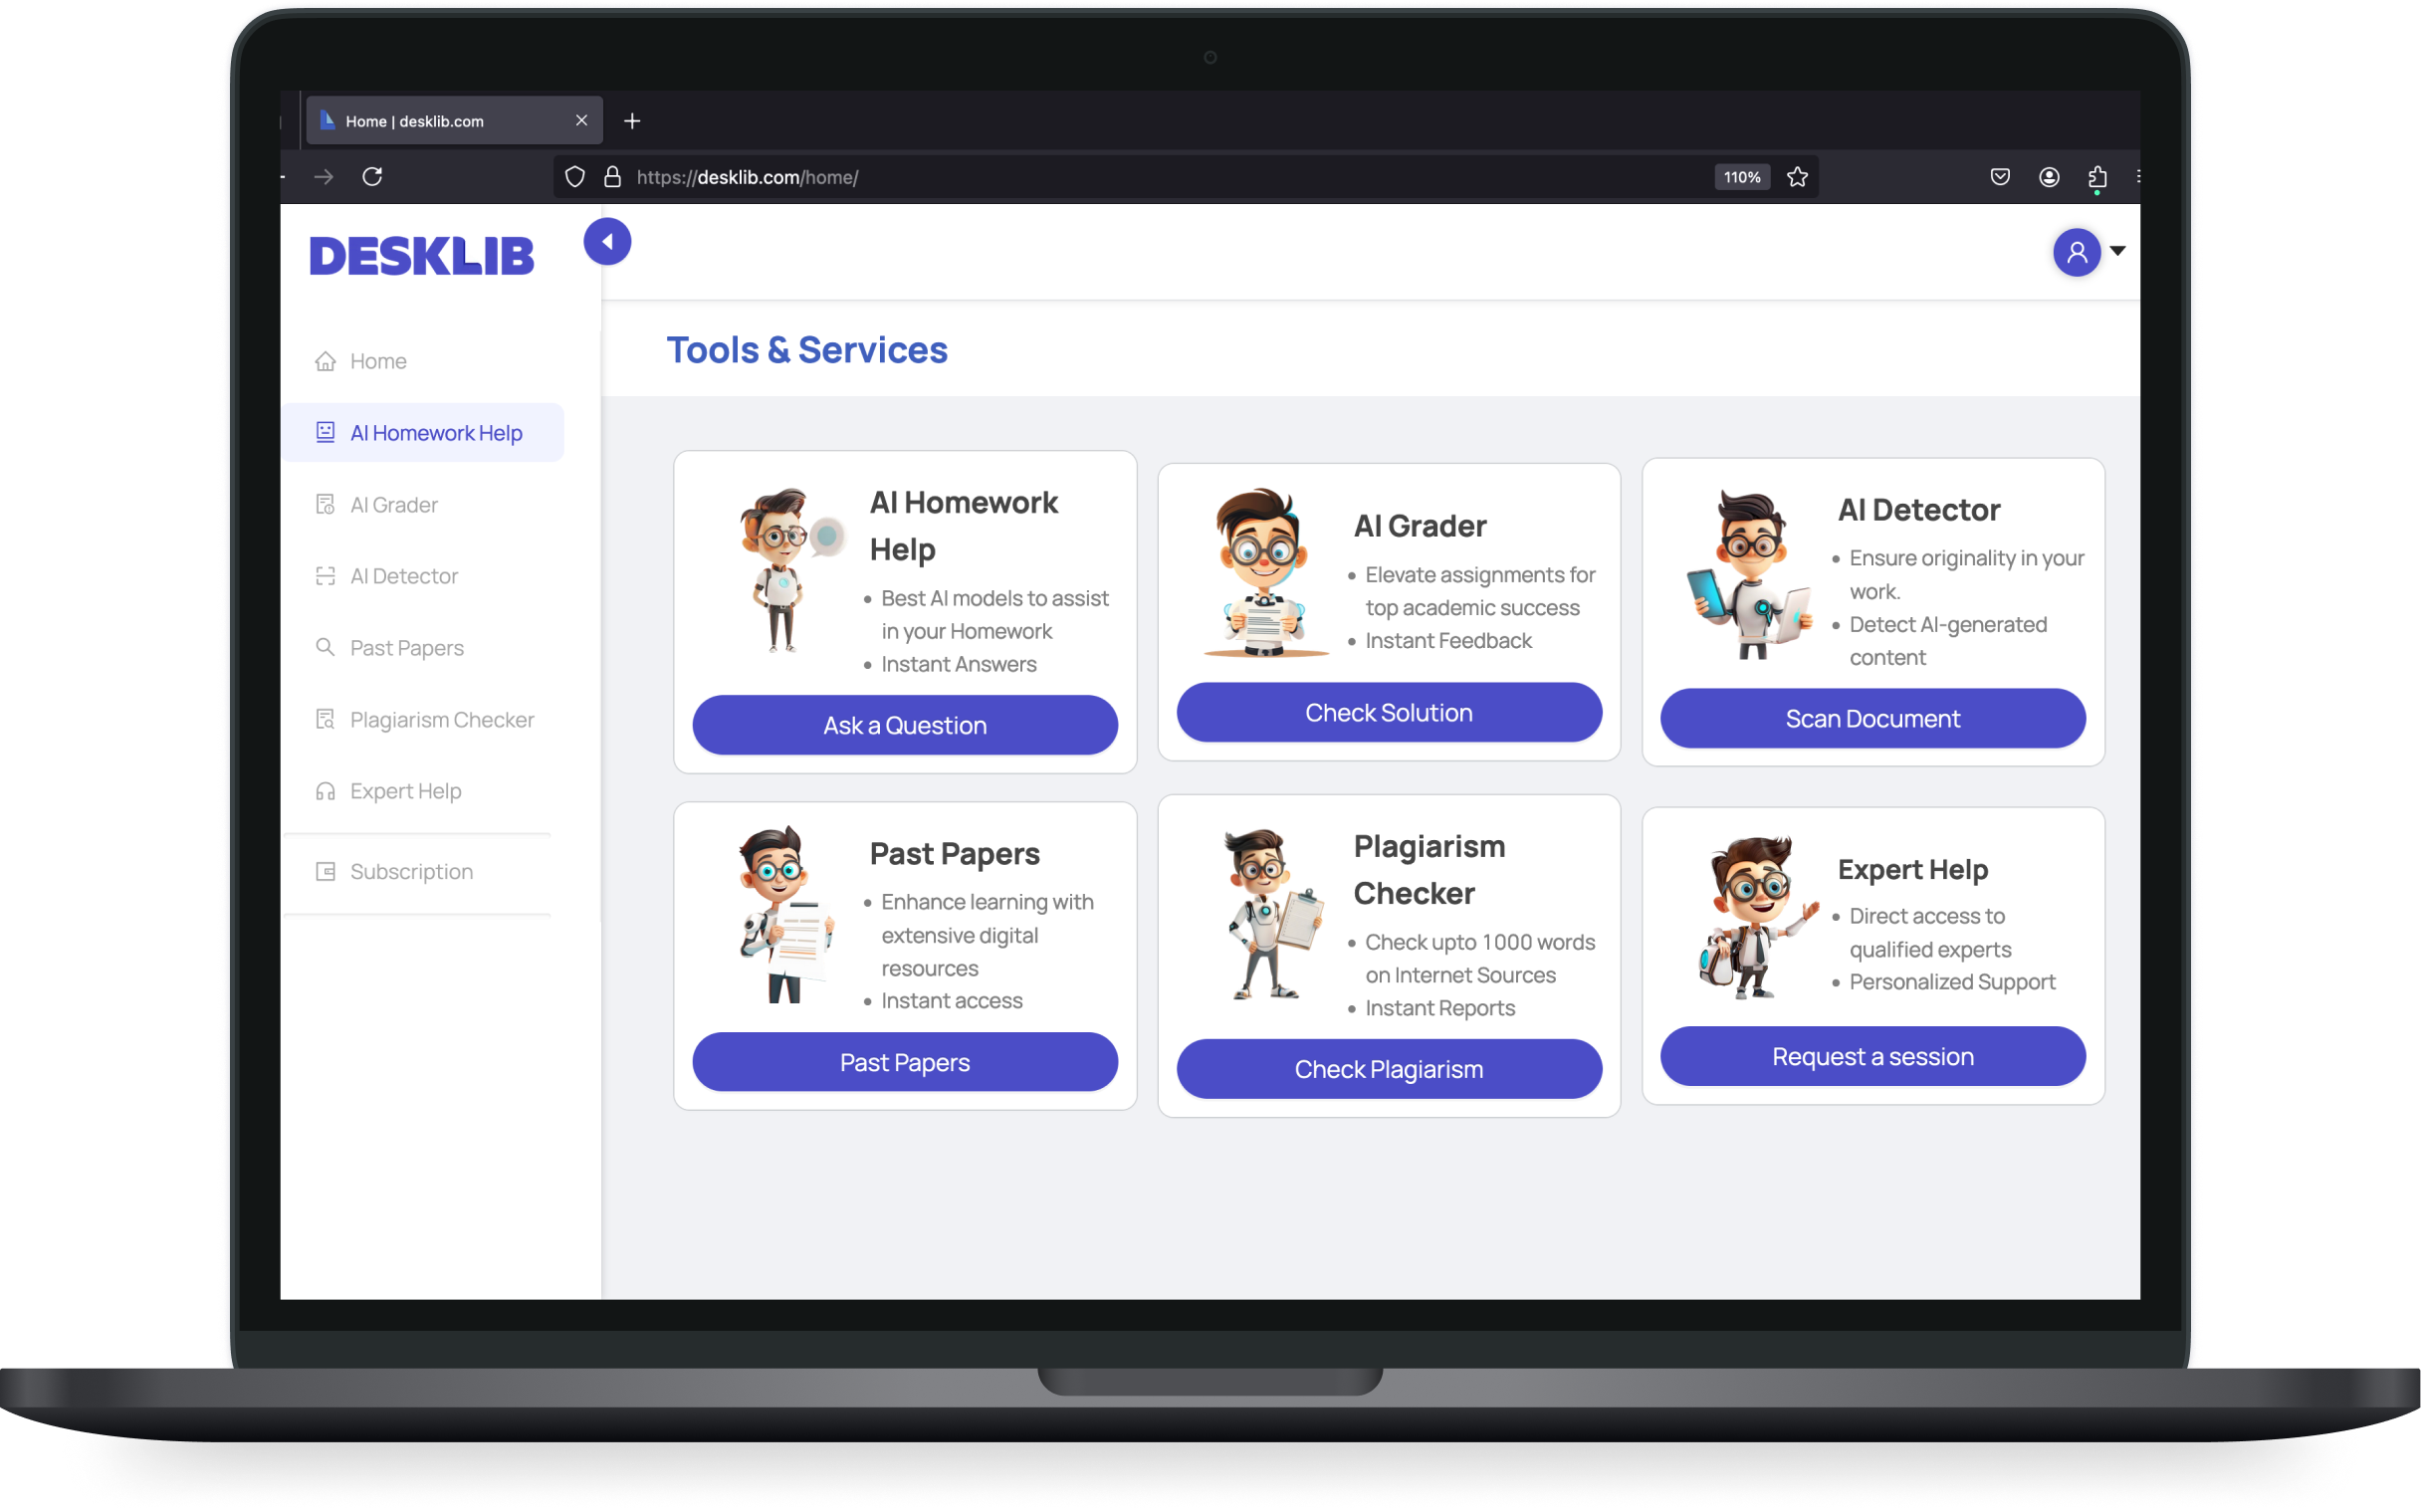 Home | desklib.com
https://desklib.com/home/
110%
DESKLIB
Home
AI Homework Help
AI Grader
AI Detector
Past Papers
Plagiarism Checker
Expert Help
Subscription
Tools & Services
AI Homework
Help
Best AI models to assist
in your Homework
Instant Answers
Ask a Question
AI Grader
Elevate assignments for
top academic success
Instant Feedback
Check Solution
AI Detector
Ensure originality in your
work.
Detect AI-generated
content
Scan Document
Past Papers
Enhance learning with
extensive digital
resources
Instant access
Past Papers
Plagiarism
Checker
Check upto 1000 words
on Internet Sources
Instant Reports
Check Plagiarism
Expert Help
Direct access to
qualified experts
Personalized Support
Request a session